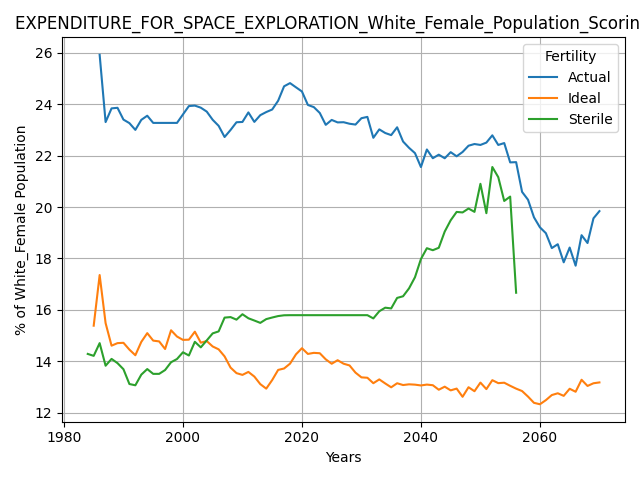 EXPENDITURE_FOR_SPACE_EXPLORATION_White_Female_Population_Scorin
Fertility
Actual
Ideal
Sterile
% of White_Female Population
26
24
22
20
18
16
14
12
1980
2000
2020
2040
2060
Years